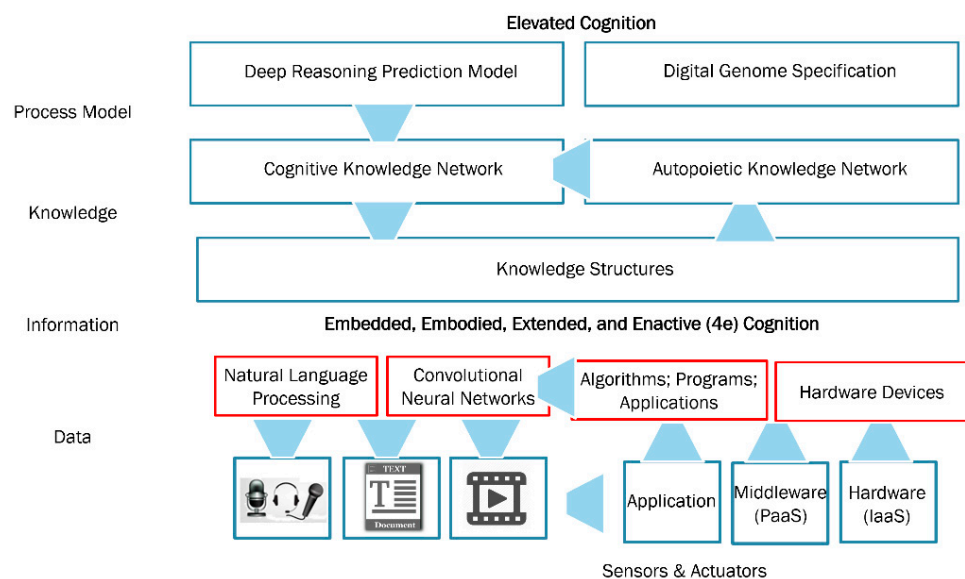 Elevated Cognition
Deep Reasoning Prediction Model
Digital Genome Specification
Process Model
Cognitive Knowledge Network
Autopoietic Knowledge Network
Knowledge
Knowledge Structures
Information
Embedded, Embodied, Extended, and Enactive (4e) Cognition
Natural Language
Processing
Convolutional
Neural Networks
Algorithms; Programs;
Applications
Hardware Devices
Data
TEXT
T
Document
Application
Middleware
(PaaS)
Hardware
(IaaS)
Sensors & Actuators